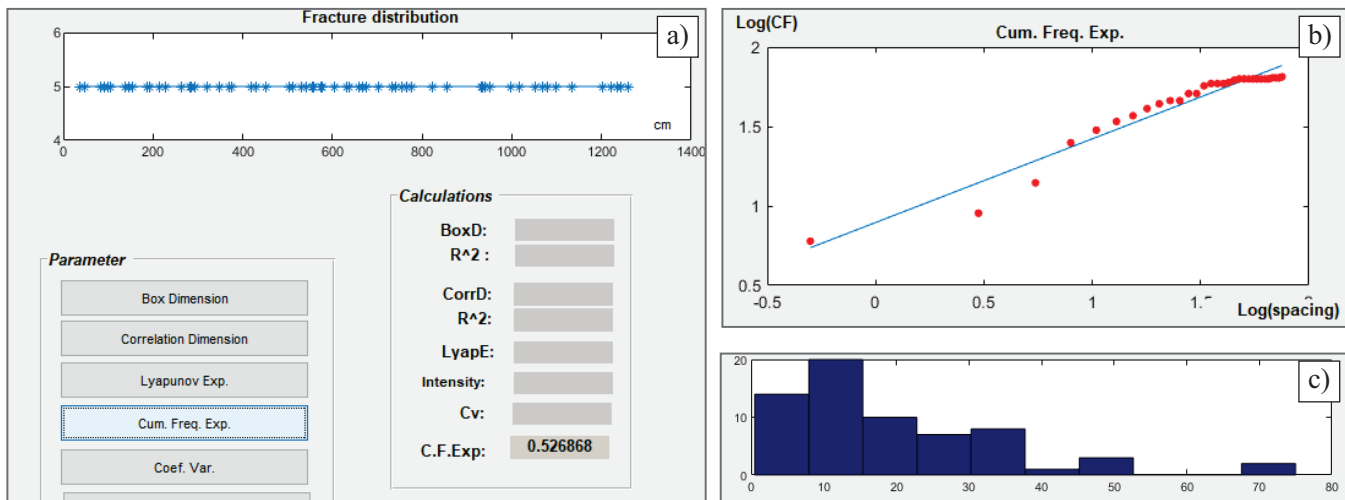 Fracture distribution
a)
6
5
4
0 200 400 600 800 1000 1200 1400
cm
Parameter
Box Dimension
Correlation Dimension
Lyapunov Exp.
Cum. Freq. Exp.
Coef. Var.
Calculations
BoxD:
R^2 :
CorrD:
R^2:
LyapE:
Intensity:
Cv:
C.F.Exp: 0.526868
Log(CF)
Cum. Freq. Exp.
b)
2
1.5
1
0.5
-0.5 0 0.5 1
Log(spacing)
c)
20
10
0
0 10 20 30 40 50 60 70 80